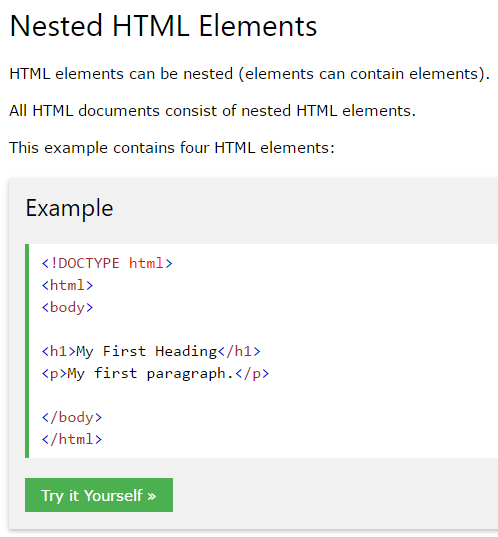 Nested HTML Elements
HTML elements can be nested (elements can contain elements).
All HTML documents consist of nested HTML elements.
This example contains four HTML elements:
Example
<!DOCTYPE html>
<html>
<body>
<h1>My First Heading</h1>
<p>My first paragraph.</p>
</body>
</html>
Try it Yourself »